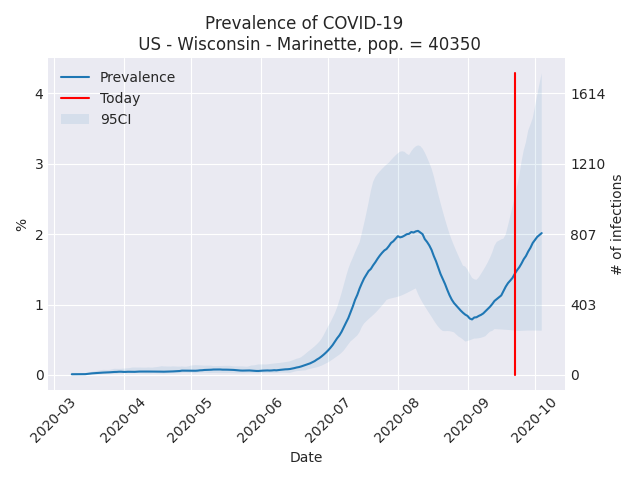 Prevalence of COVID-19
US - Wisconsin - Marinette, pop. = 40350
Prevalence
Today
95CI
4
3
2
1
0
%
1614
1210
807
403
0
# of infections
2020-03
2020-04
2020-05
2020-06
2020-07
2020-08
2020-09
2020-10
Date